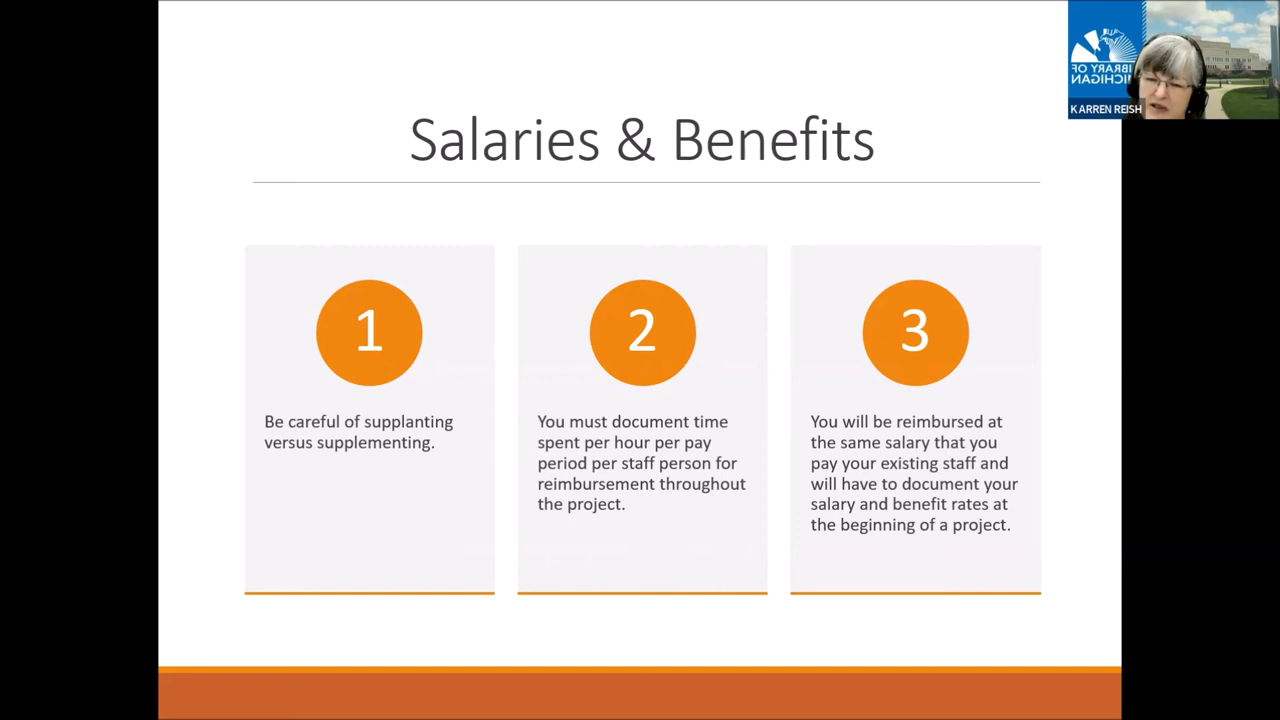 Salaries & Benefits
1
Be careful of supplanting
versus supplementing.
2
You must document time
spent per hour per pay
period per staff person for
reimbursement throughout
the project.
3
You will be reimbursed at
the same salary that you
pay your existing staff and
will have to document your
salary and benefit rates at
the beginning of a project.
LIBRARY OF
MICHIGAN
KARREN REISH